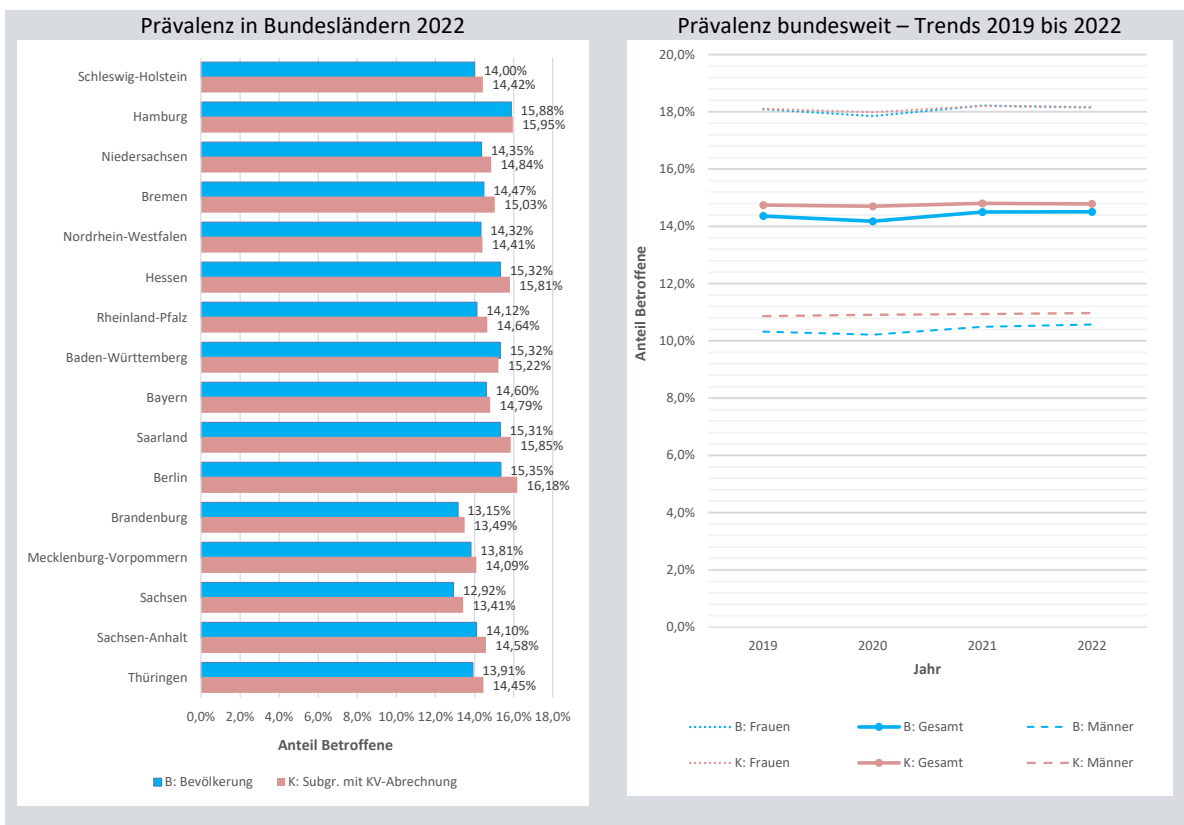 Prävalenz in Bundesländern 2022
Schleswig-Holstein
14,00%
14,42%
Hamburg
15,88%
15,95%
Niedersachsen
14,35%
14,84%
Bremen
14,47%
15,03%
Nordrhein-Westfalen
14,32%
14,41%
Hessen
15,32%
15,81%
Rheinland-Pfalz
14,12%
14,64%
Baden-Württemberg
15,32%
15,22%
Bayern
14,60%
14,79%
Saarland
15,31%
15,85%
Berlin
15,35%
16,18%
Brandenburg
13,15%
13,49%
Mecklenburg-Vorpommern
13,81%
14,09%
Sachsen
12,92%
13,41%
Sachsen-Anhalt
14,10%
14,58%
Thüringen
13,91%
14,45%
0,0% 2,0% 4,0% 6,0% 8,0% 10,0% 12,0% 14,0% 16,0% 18,0%
Anteil Betroffene
B: Bevölkerung K: Subgr. mit KV-Abrechnung
Prävalenz bundesweit – Trends 2019 bis 2022
20,0%
18,0%
16,0%
14,0%
12,0%
10,0%
8,0%
6,0%
4,0%
2,0%
0,0%
Anteil Betroffene
2019 2020 2021 2022
Jahr
B: Frauen B: Gesamt B: Männer
K: Frauen K: Gesamt K: Männer